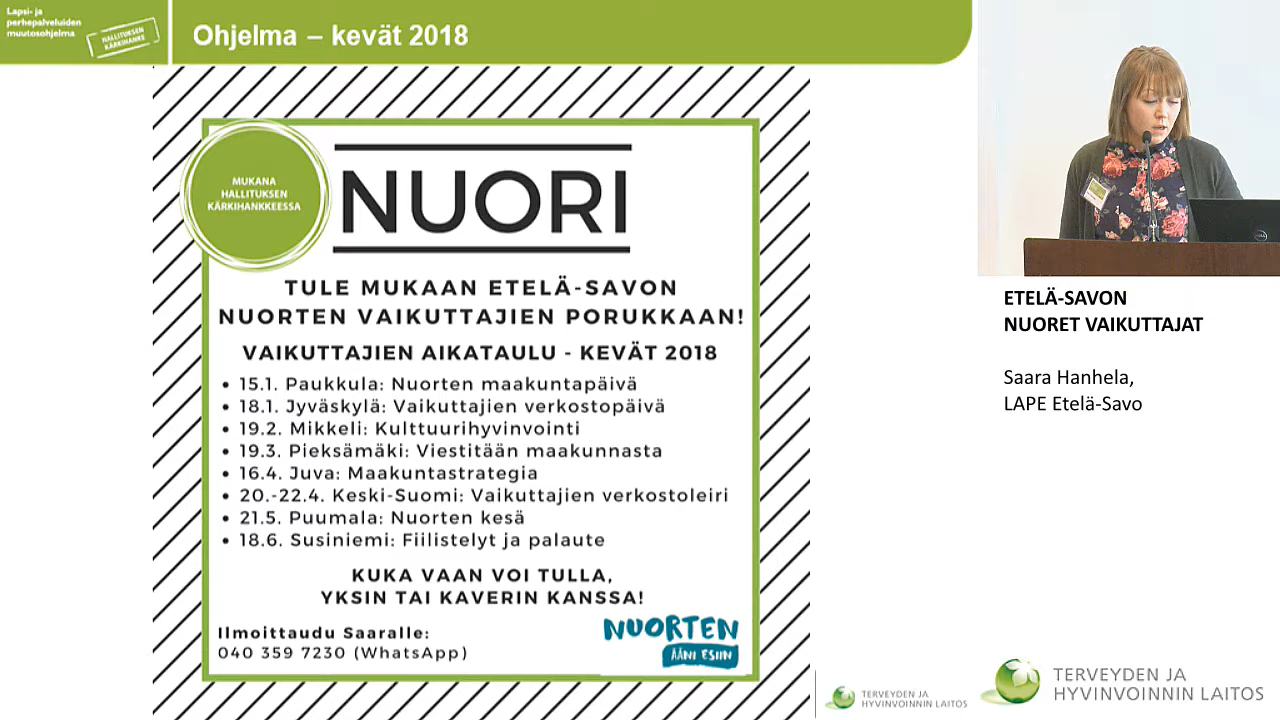 Lapsi- ja
perhepalveluiden
muutosohjelma
HALLITUKSEN
KÄRKIHANKE
Ohjelma – kevät 2018
MUKANA
HALLITUKSEN
KÄRKIHANKKEESSA
NUORI
TULE MUKAAN ETELÄ-SAVON
NUORTEN VAIKUTTAJIEN PORUKKAAN!
VAIKUTTAJIEN AIKATAULU - KEVÄT 2018
• 15.1. Paukkula: Nuorten maakuntapäivä
• 18.1. Jyväskylä: Vaikuttajien verkostopäivä
• 19.2. Mikkeli: Kulttuurihyvinvointi
• 19.3. Pieksämäki: Viestitään maakunnasta
• 16.4. Juva: Maakuntastrategia
• 20.-22.4. Keski-Suomi: Vaikuttajien verkostoleiri
• 21.5. Puumala: Nuorten kesä
• 18.6. Susiniemi: Fiilistelyt ja palaute
KUKA VAAN VOI TULLA,
YKSIN TAI KAVERIN KANSSA!
Ilmoittaudu Saaralle:
040 359 7230 (WhatsApp)
NUORTEN
ÄÄNI ESIIN
TERVEYDEN JA
HYVINVOINNIN LAITOS
ETELÄ-SAVON
NUORET VAIKUTTAJAT
Saara Hanhela,
LAPE Etelä-Savo
TERVEYDEN JA
HYVINVOINNIN LAITOS